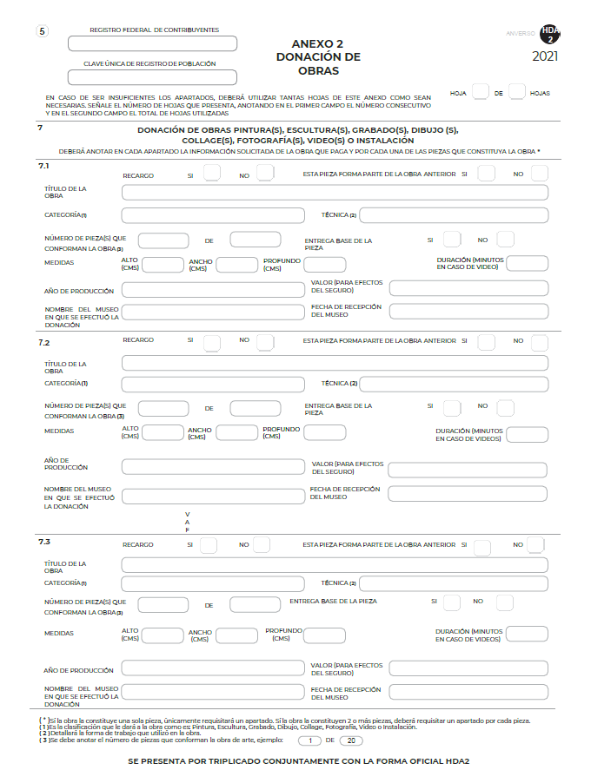 5
REGISTRO FEDERAL DE CONTRIBUYENTES
ANVERSO
HDA 2
ANEXO 2
DONACIÓN DE
OBRAS
2021
CLAVE ÚNICA DE REGISTRO DE POBLACIÓN
EN CASO DE SER INSUFICIENTES LOS APARTADOS, DEBERÁ UTILIZAR TANTAS HOJAS DE ESTE ANEXO COMO SEAN
NECESARIAS. SEÑALE EL NÚMERO DE HOJAS QUE PRESENTA, ANOTANDO EN EL PRIMER CAMPO EL NÚMERO CONSECUTIVO
Y EN EL SEGUNDO CAMPO EL TOTAL DE HOJAS UTILIZADAS
HOJA DE HOJAS
7
DONACIÓN DE OBRAS PINTURA(S), ESCULTURA(S), GRABADO(S), DIBUJO (S),
COLLAGE(S), FOTOGRAFÍA(S), VIDEO(S) O INSTALACIÓN
DEBERÁ ANOTAR EN CADA APARTADO LA INFORMACIÓN SOLICITADA DE LA OBRA QUE PAGA Y POR CADA UNA DE LAS PIEZAS QUE CONSTITUYA LA OBRA *
7.1
RECARGO SI NO ESTA PIEZA FORMA PARTE DE LA OBRA ANTERIOR SI NO
TÍTULO DE LA
OBRA
CATEGORÍA(1) TÉCNICA (2)
NÚMERO DE PIEZA(S) QUE
CONFORMAN LA OBRA (3)
DE
ENTREGA BASE DE LA
PIEZA
SI NO
MEDIDAS
ALTO
(CMS)
ANCHO
(CMS)
PROFUNDO
(CMS)
DURACIÓN (MINUTOS
EN CASO DE VIDEO)
AÑO DE PRODUCCIÓN
VALOR (PARA EFECTOS
DEL SEGURO)
NOMBRE DEL MUSEO
EN QUE SE EFECTUÓ LA
DONACIÓN
FECHA DE RECEPCIÓN
DEL MUSEO
7.2
RECARGO SI NO ESTA PIEZA FORMA PARTE DE LA OBRA ANTERIOR SI NO
TÍTULO DE LA
OBRA
CATEGORÍA(1) TÉCNICA (2)
NÚMERO DE PIEZA(S) QUE
CONFORMAN LA OBRA (3)
DE
ENTREGA BASE DE LA
PIEZA
SI NO
MEDIDAS
ALTO
(CMS)
ANCHO
(CMS)
PROFUNDO
(CMS)
DURACIÓN (MINUTOS
EN CASO DE VIDEOS)
AÑO DE
PRODUCCIÓN
VALOR (PARA EFECTOS
DEL SEGURO)
NOMBRE DEL MUSEO
EN QUE SE EFECTUÓ
LA DONACIÓN
FECHA DE RECEPCIÓN
DEL MUSEO
V
A
7.3
RECARGO SI NO ESTA PIEZA FORMA PARTE DE LA OBRA ANTERIOR SI NO
TÍTULO DE LA
OBRA
CATEGORÍA (1) TÉCNICA (2)
NÚMERO DE PIEZA(S) QUE
CONFORMAN LA OBRA(3)
DE
ENTREGA BASE DE LA PIEZA
SI NO
MEDIDAS
ALTO
(CMS)
ANCHO
(CMS)
PROFUNDO
(CMS)
DURACIÓN (MINUTOS
EN CASO DE VIDEOS)
AÑO DE PRODUCCIÓN
VALOR (PARA EFECTOS
DEL SEGURO)
NOMBRE DEL MUSEO
EN QUE SE EFECTUÓ LA
DONACIÓN
FECHA DE RECEPCIÓN
DEL MUSEO
( * )Si la obra la constituye una sola pieza, únicamente requisitará un apartado. Si la obra la constituyen 2 o más piezas, deberá requisitar un apartado por cada pieza.
( 1 )Es la clasificación que le dará a la obra como es: Pintura, Escultura, Grabado, Dibujo, Collage, Fotografía, Video o Instalación.
( 2 )Detallará la forma de trabajo que utilizó en la obra.
( 3 )Se debe anotar el número de piezas que conforman la obra de arte, ejemplo: 1 DE 20
SE PRESENTA POR TRIPLICADO CONJUNTAMENTE CON LA FORMA OFICIAL HDA2